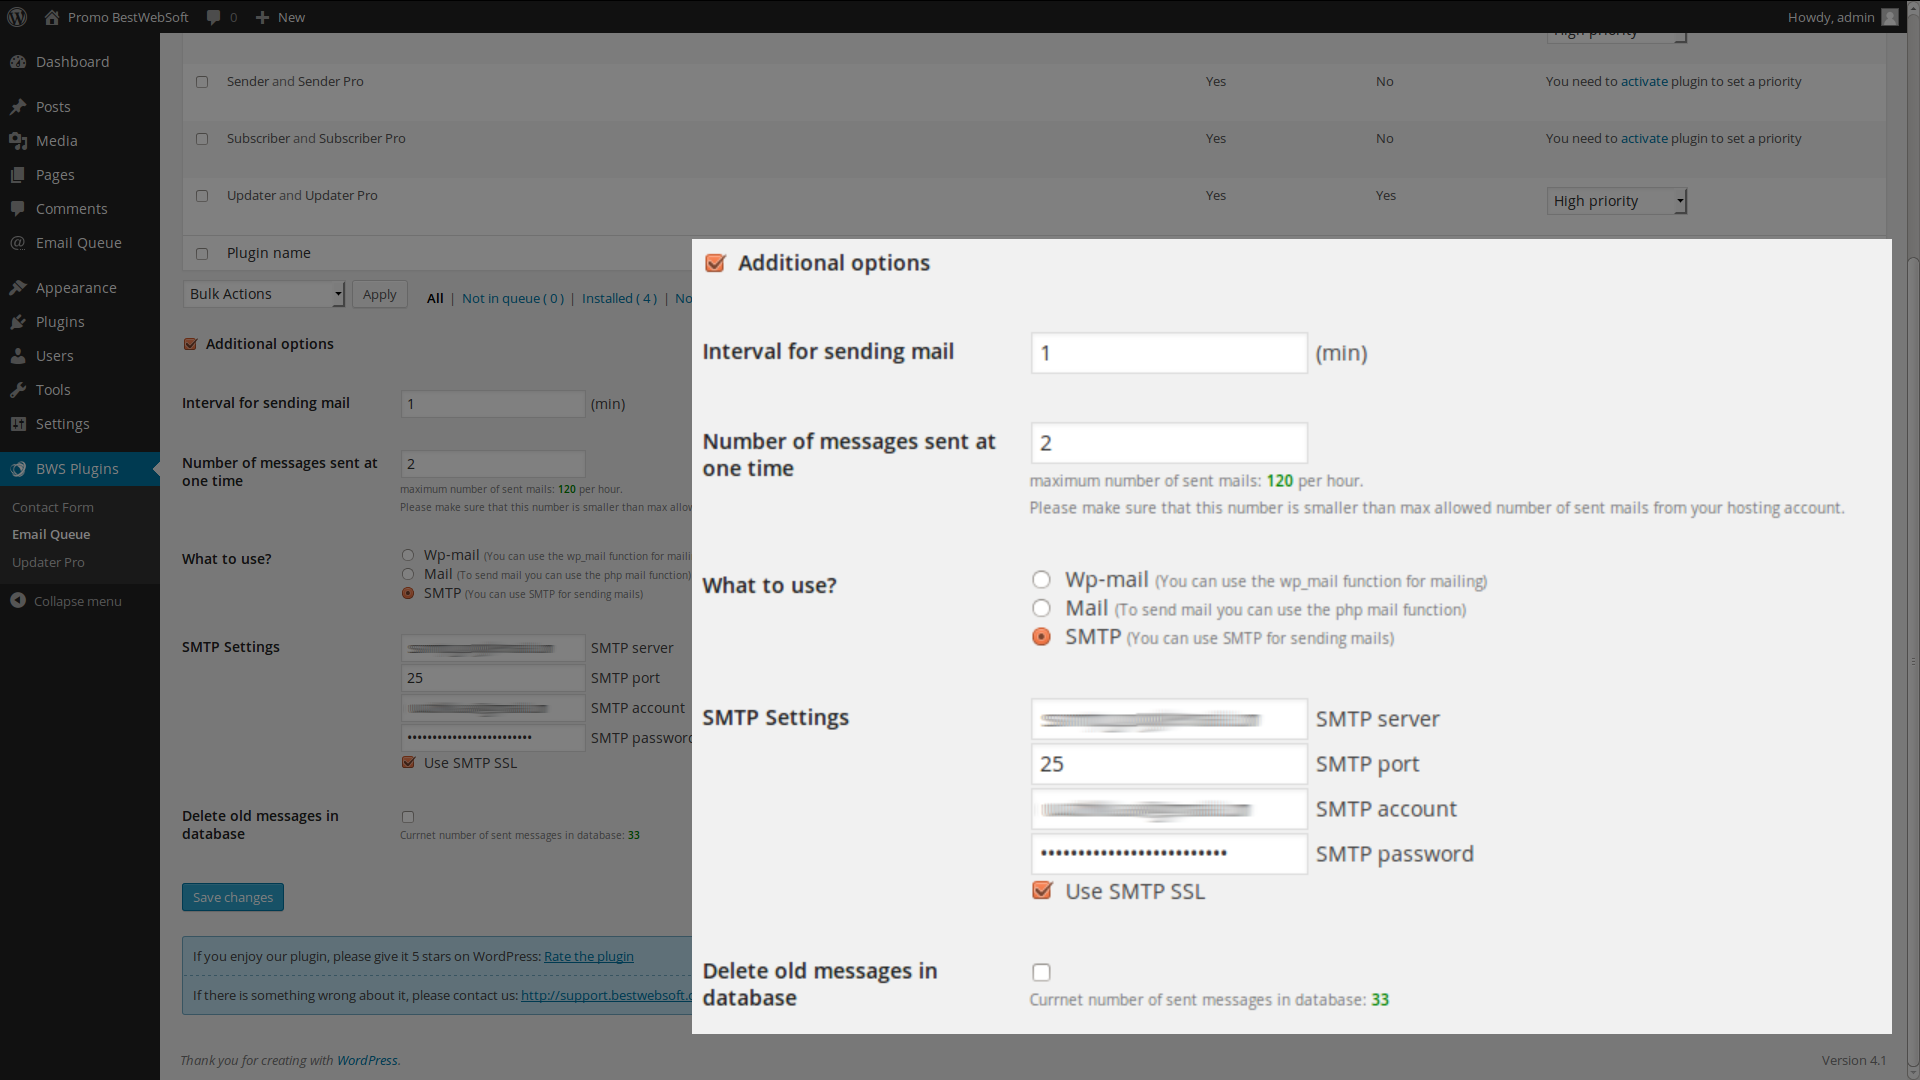 Promo BestWebSoft 0 New Howdy, admin
Dashboard
Posts
Media
Pages
Comments
Email Queue
Appearance
Plugins
Users
Tools
Settings
BWS Plugins
Contact Form
Email Queue
Updater Pro
Collapse menu
High priority
Sender and Sender Pro Yes No You need to activate plugin to set a priority
Subscriber and Subscriber Pro Yes No You need to activate plugin to set a priority
Updater and Updater Pro Yes Yes High priority
Plugin name
Bulk Actions Apply All | Not in queue ( 0 ) | Installed ( 4 ) | No
Additional options
Interval for sending mail 1 (min)
Number of messages sent at 2
one time
maximum number of sent mails: 120 per hour.
Please make sure that this number is smaller than max allow
What to use? Wp-mail (You can use the wp_mail function for maili
Mail (To send mail you can use the php mail function)
SMTP (You can use SMTP for sending mails)
SMTP Settings SMTP server
25 SMTP port
SMTP account
••••••••••••••••••••••••• SMTP password
Use SMTP SSL
Delete old messages in
database
Currnet number of sent messages in database: 33
Save changes
If you enjoy our plugin, please give it 5 stars on WordPress: Rate the plugin
If there is something wrong about it, please contact us: http://support.bestwebsoft.c
Thank you for creating with WordPress. Version 4.1
Additional options
Interval for sending mail 1 (min)
Number of messages sent at 2
one time
maximum number of sent mails: 120 per hour.
Please make sure that this number is smaller than max allowed number of sent mails from your hosting account.
What to use? Wp-mail (You can use the wp_mail function for mailing)
Mail (To send mail you can use the php mail function)
SMTP (You can use SMTP for sending mails)
SMTP Settings SMTP server
25 SMTP port
SMTP account
••••••••••••••••••••••••• SMTP password
Use SMTP SSL
Delete old messages in
database
Currnet number of sent messages in database: 33